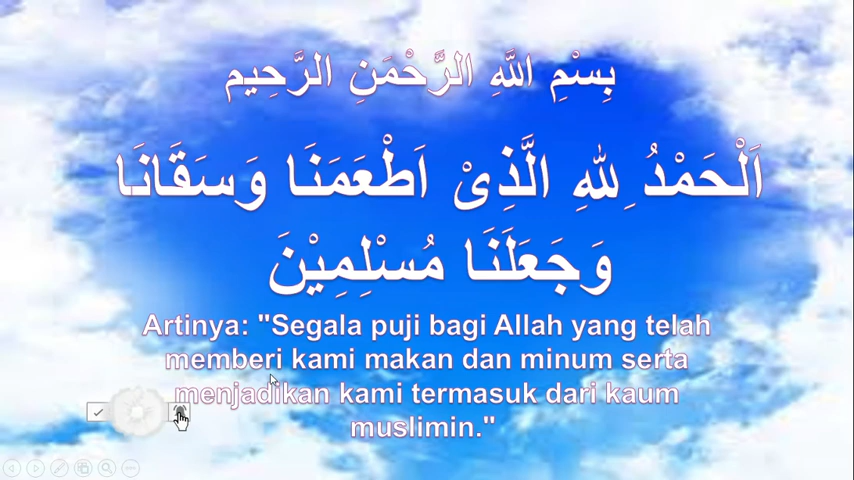 بِسْمِ اللَّهِ الرَّحْمَنِ الرَّحِيم
اَلْحَمْدُ ِللهِ الَّذِىْ اَطْعَمَنَا وَسَقَانَا
وَجَعَلَنَا مُسْلِمِيْنَ
Artinya: "Segala puji bagi Allah yang telah
memberi kami makan dan minum serta
menjadikan kami termasuk dari kaum
muslimin."